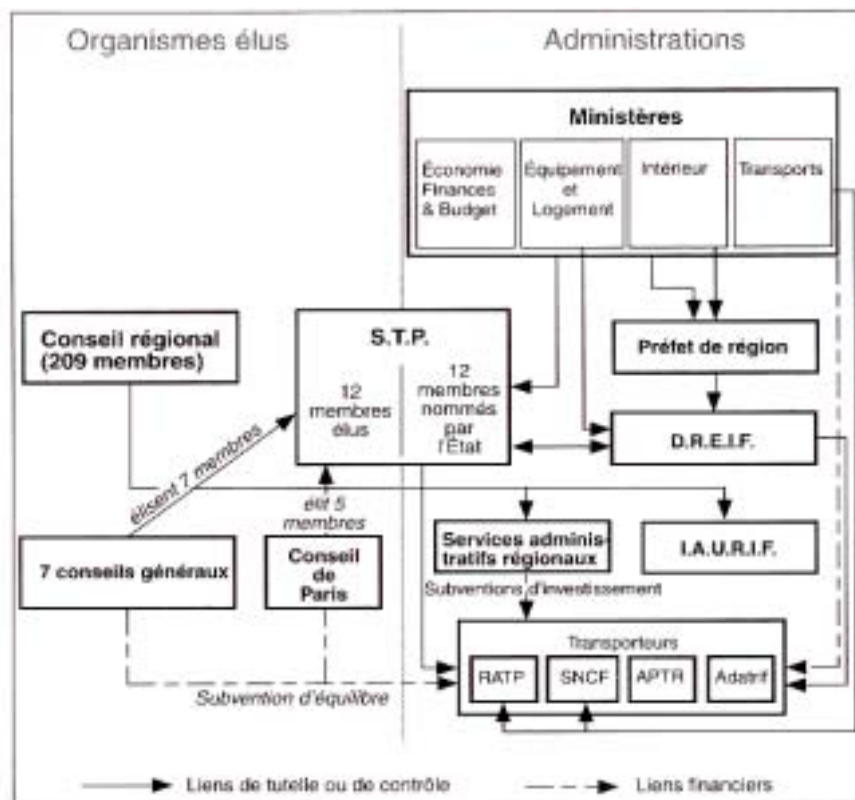 Organismes élus
Administrations
Ministères
Économie
Finances
& Budget
Équipement
et
Logement
Intérieur
Transports
Conseil régional
(209 membres)
S.T.P.
12
membres
élus
12
membres
nommés
par
l'État
Préfet de région
D.R.E.I.F.
élisent 7 membres
élit 5
membres
7 conseils généraux
Conseil
de
Paris
Services adminis-
tratifs régionaux
I.A.U.R.I.F.
Subventions d'investissement
Transporteurs
RATP
SNCF
APTR
Adatrif
Subvention d'équilibre
Liens de tutelle ou de contrôle
Liens financiers